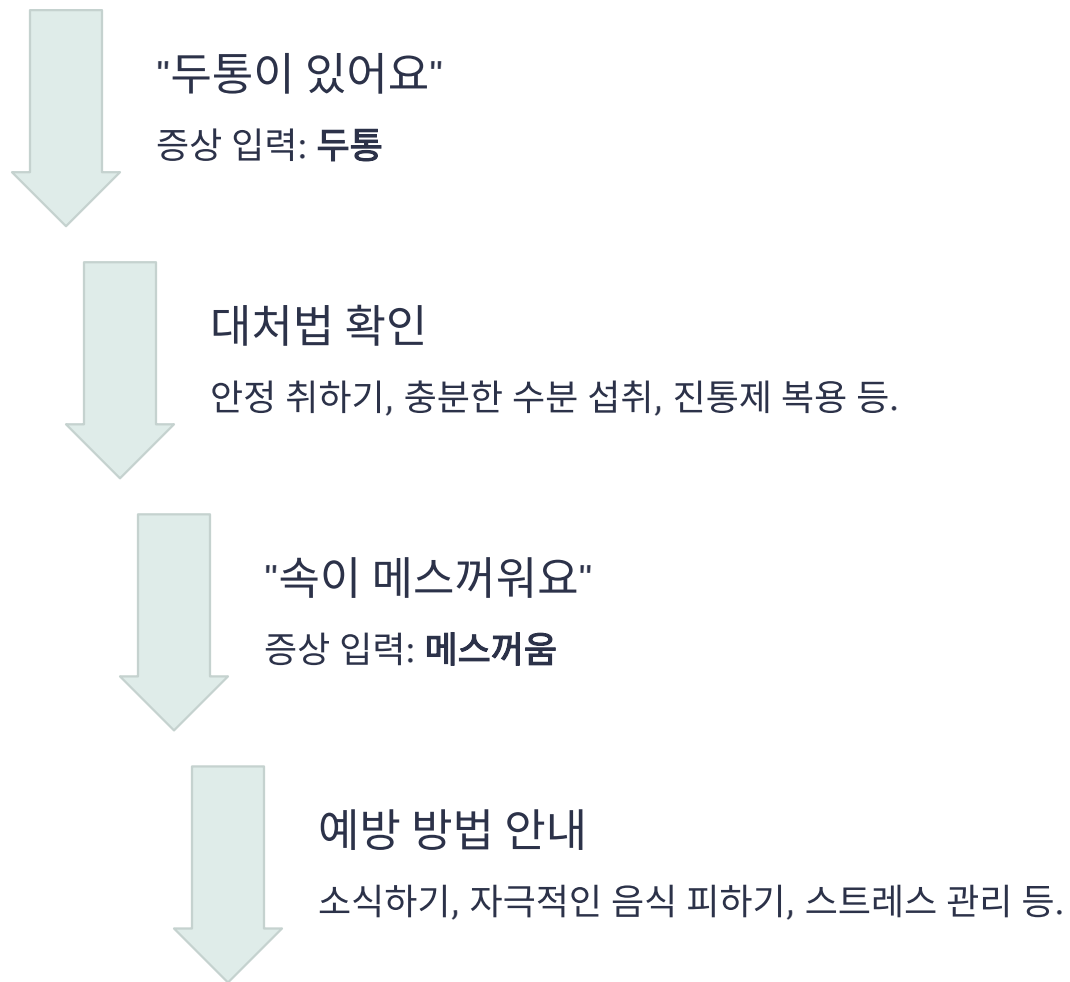 "두통이 있어요"
증상 입력: 두통
대처법 확인
안정 취하기, 충분한 수분 섭취, 진통제 복용 등.
"속이 메스꺼워요"
증상 입력: 메스꺼움
예방 방법 안내
소식하기, 자극적인 음식 피하기, 스트레스 관리 등.